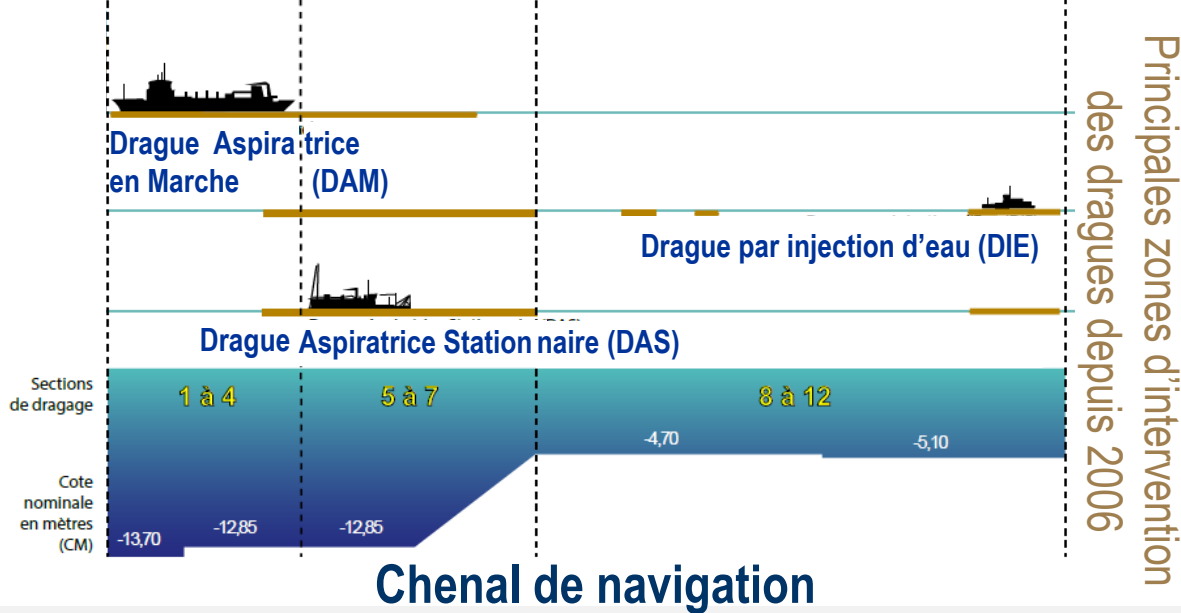 Drague Aspiratrice
en Marche (DAM)
Drague par injection d'eau (DIE)
Drague Aspiratrice Station naire (DAS)
Sections
de dragage
1 à 4
5 à 7
8 à 12
-4,70
-5,10
Cote
nominale
en mètres
(CM)
-13,70
-12,85
-12,85
Chenal de navigation
Principales zones d'intervention
des dragues depuis 2006